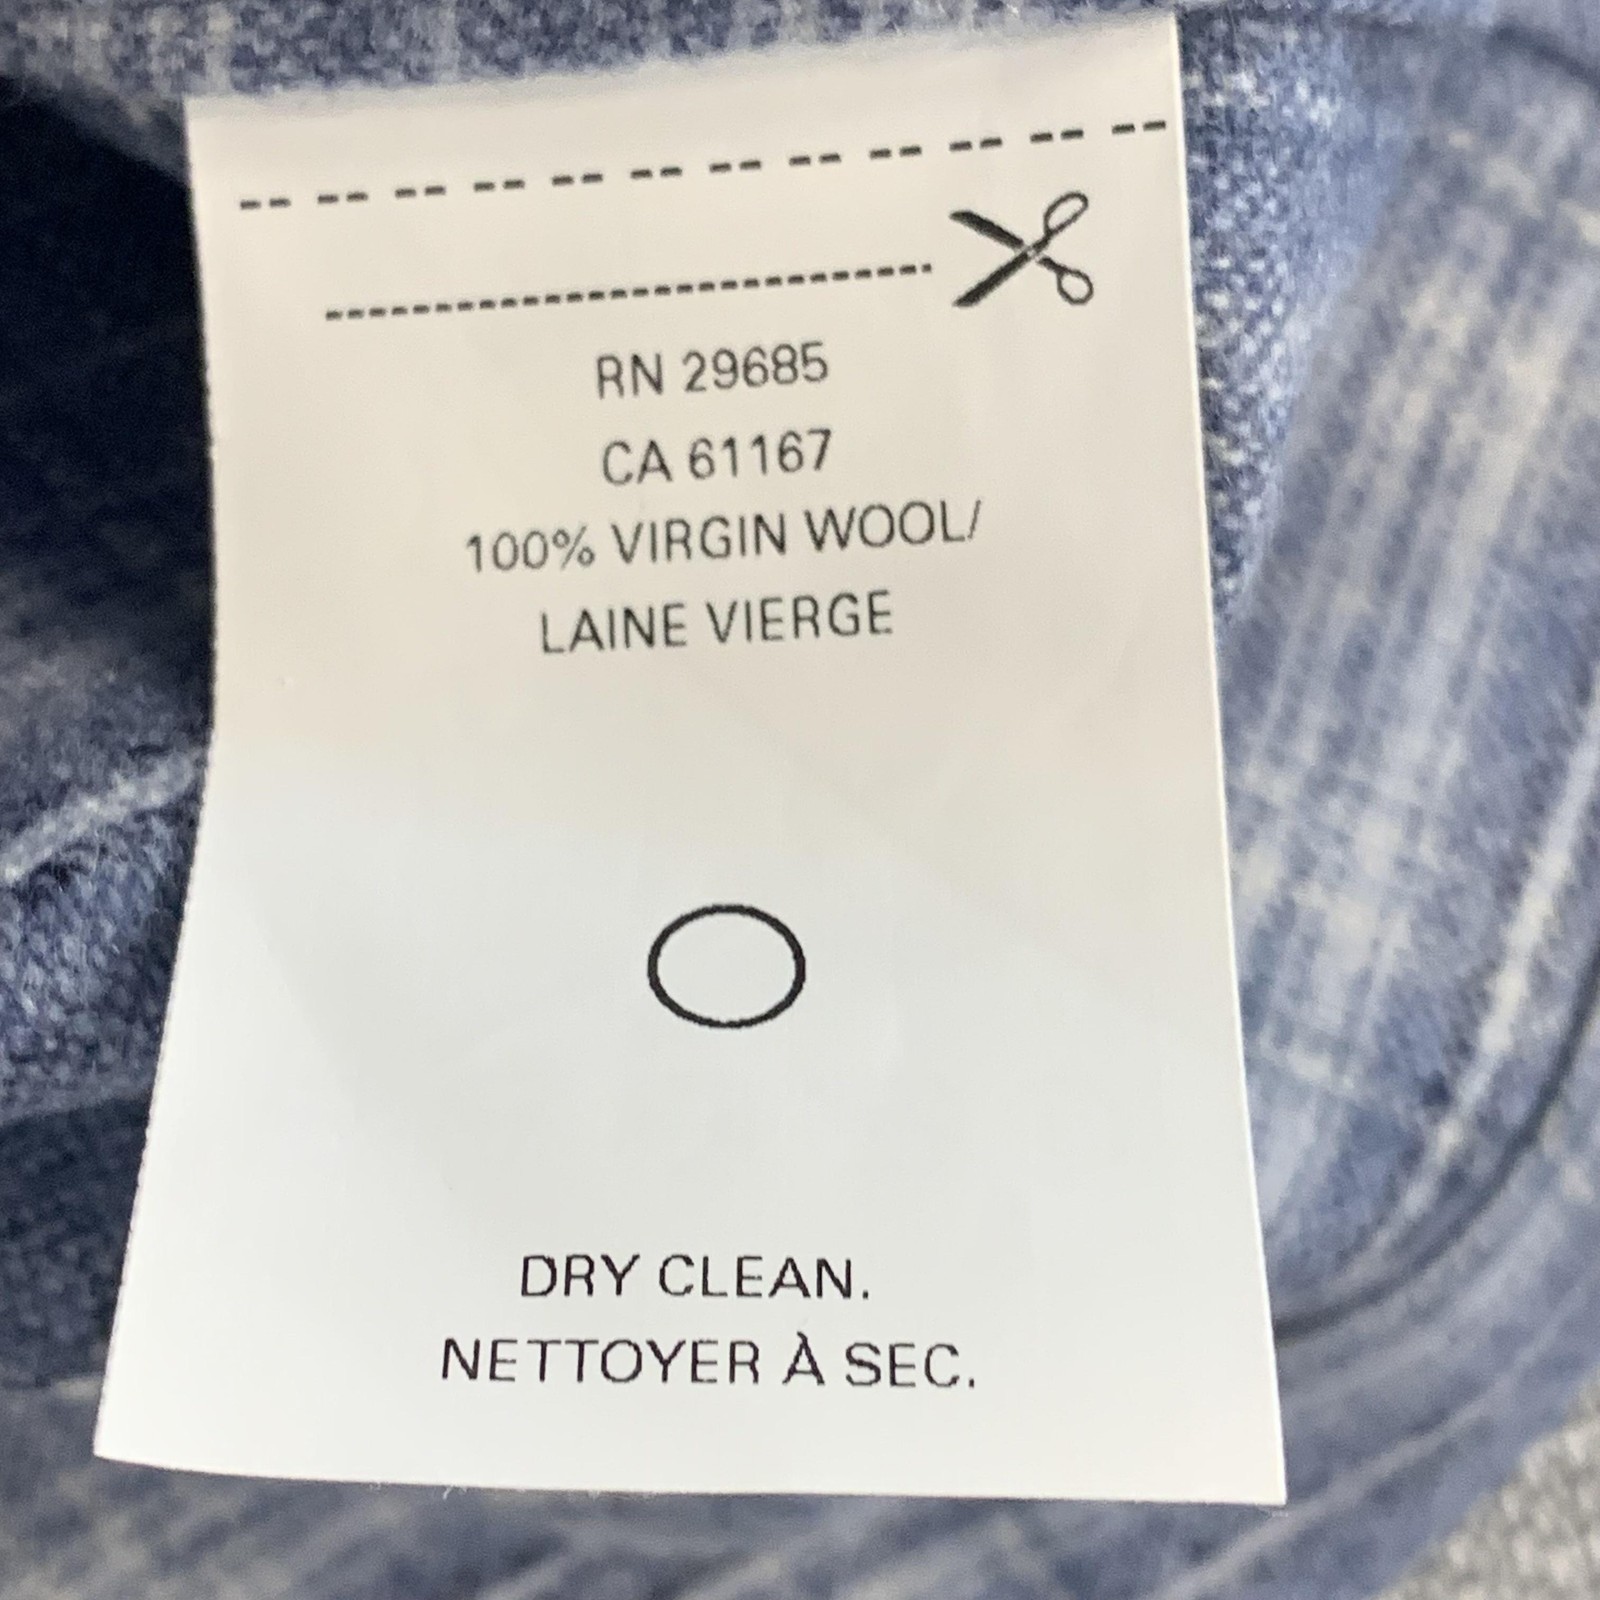 RN 29685
CA 61167
100% VIRGIN WOOL/
LAINE VIERGE
DRY CLEAN.
NETTOYER À SEC.